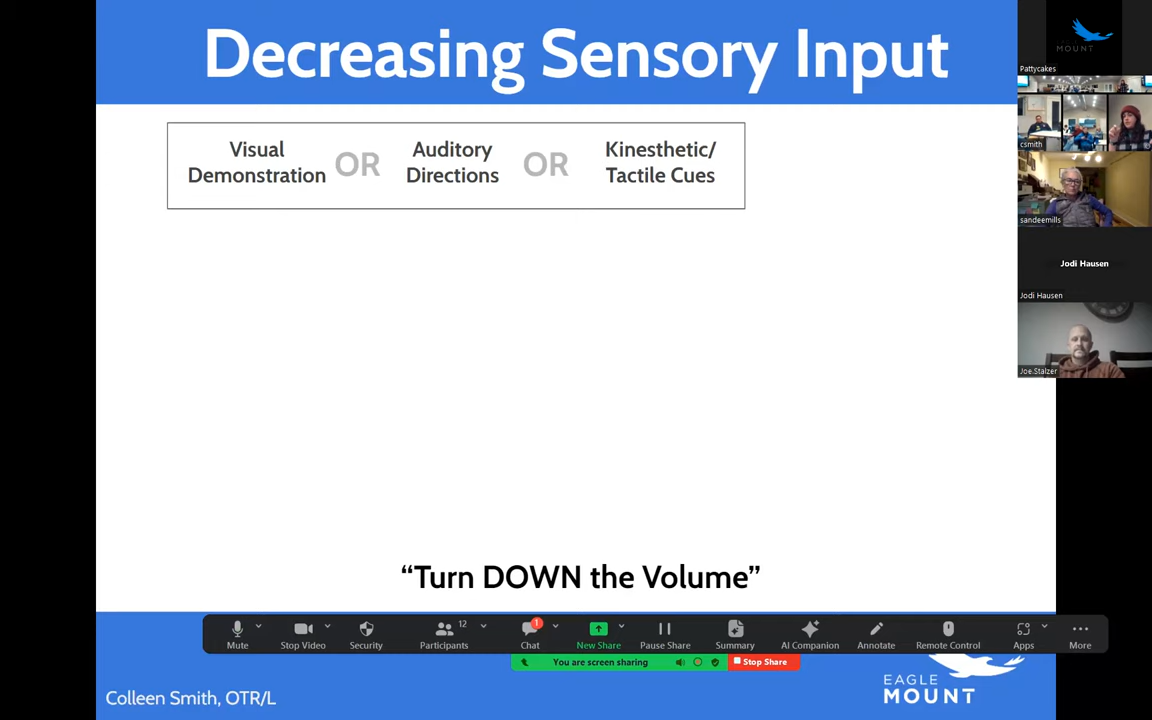 Decreasing Sensory Input
Visual
Demonstration
OR
Auditory
Directions
OR
Kinesthetic/
Tactile Cues
“Turn DOWN the Volume”
MOUNT
Pattycakes
csmith
sandeemills
Jodi Hausen
Jodi Hausen
Joe.Stalzer
Mute
Stop Video
Security
12
Participants
1
Chat
New Share
Pause Share
Summary
AI Companion
Annotate
Remote Control
Apps
More
You are screen sharing
Stop Share
Colleen Smith, OTR/L
EAGLE
MOUNT